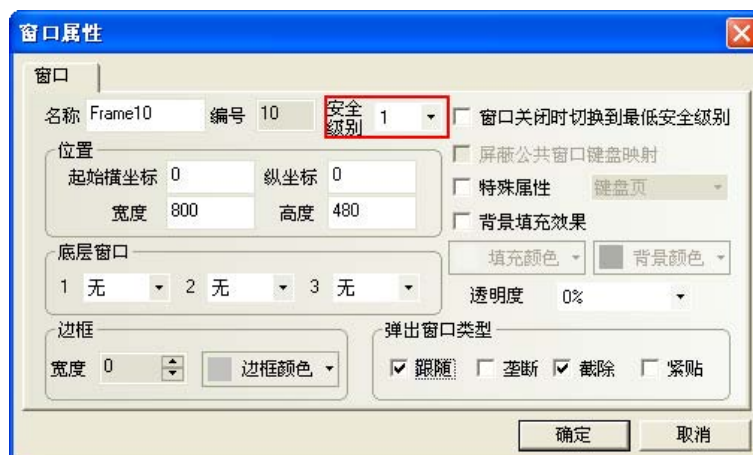 窗口属性
窗口
名称 Frame10 编号 10 安全级别 1 窗口关闭时切换到最低安全级别
位置
屏蔽公共窗口键盘映射
起始横坐标 0 纵坐标 0
特殊属性 键盘页
宽度 800 高度 480
背景填充效果
底层窗口
填充颜色 背景颜色
1 无 2 无 3 无
透明度 0%
边框
弹出窗口类型
宽度 0 边框颜色
跟随 垄断 截除 紧贴
确定 取消